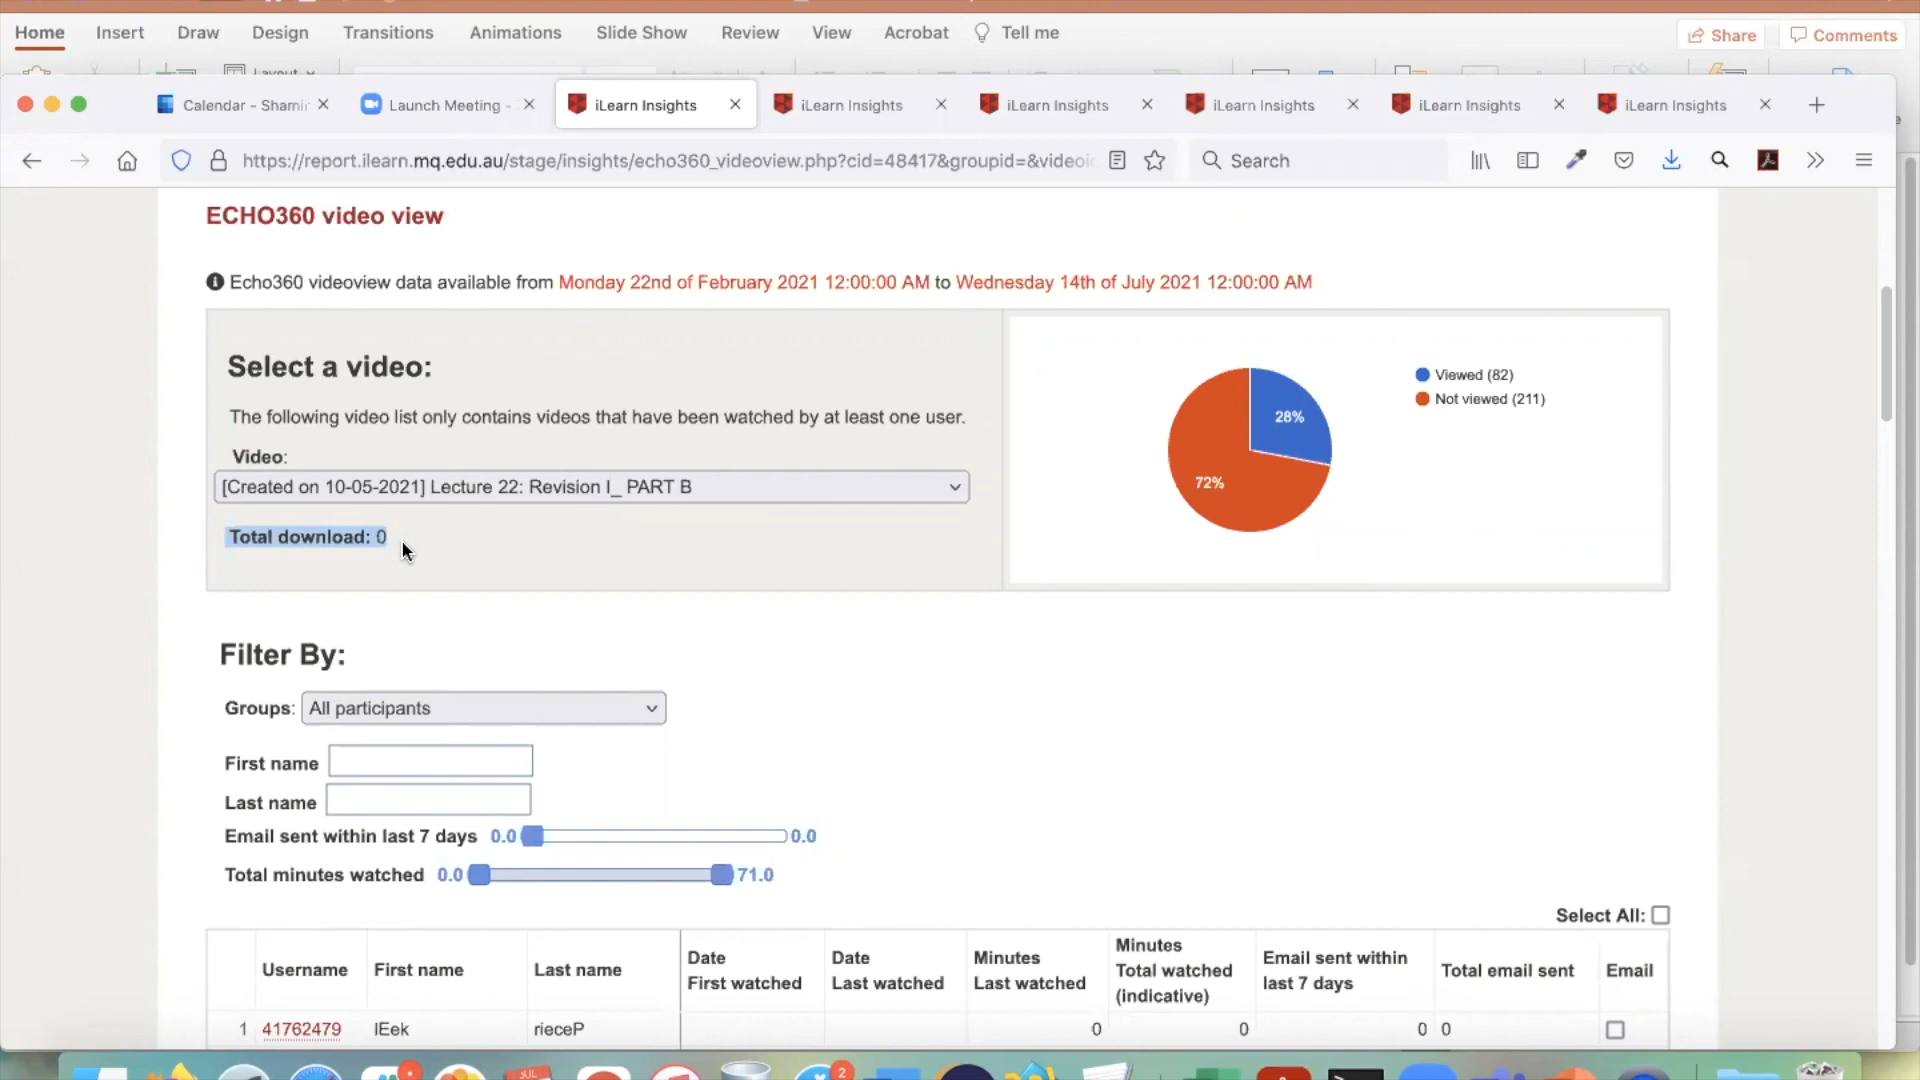 Home Insert Draw Design Transitions Animations Slide Show Review View Acrobat Tell me Share Comments
Calendar - Shamir Launch Meeting - iLearn Insights iLearn Insights iLearn Insights iLearn Insights iLearn Insights iLearn Insights
https://report.ilearn.mq.edu.au/stage/insights/echo360_videoview.php?cid=48417&groupid=&videoi Search
ECHO360 video view
Echo360 videoview data available from Monday 22nd of February 2021 12:00:00 AM to Wednesday 14th of July 2021 12:00:00 AM
Select a video:
The following video list only contains videos that have been watched by at least one user.
Video:
[Created on 10-05-2021] Lecture 22: Revision I_ PART B
Total download: 0
28%
72%
Viewed (82)
Not viewed (211)
Filter By:
Groups: All participants
First name
Last name
Email sent within last 7 days 0.0 0.0
Total minutes watched 0.0 71.0
Select All:
Username First name Last name Date First watched Date Last watched Minutes Last watched Minutes Total watched (indicative) Email sent within last 7 days Total email sent Email
1 41762479 lEek rieceP 0 0 0 0
JUL
2